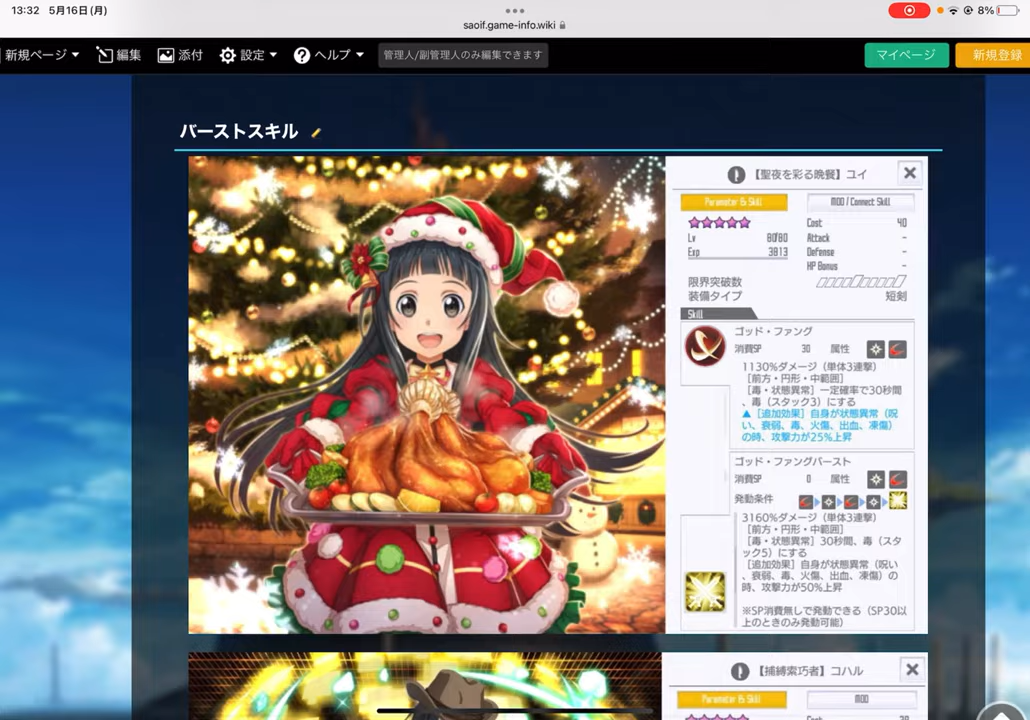 13:32 5月16日(月)
saoif.game-info.wiki
8%
新規ページ ▼
編集
添付
設定 ▼
ヘルプ ▼
管理人/副管理人のみ編集できます
マイページ
新規登録
バーストスキル
【聖夜を彩る晩餐】ユイ
Parameter & Skill
MOD / Connect Skill
★★★★★
Lv 80/80
Exp 3813
Cost 40
Attack -
Defense -
HP Bonus -
限界突破数
装備タイプ 短剣
Skill
ゴッド・ファング
消費SP 30 属性
1130%ダメージ(単体3連撃)
[前方・円形・中範囲]
[毒・状態異常]一定確率で30秒間
、毒(スタック3)にする
▲[追加効果]自身が状態異常(呪
い、衰弱、毒、火傷、出血、凍傷)
の時、攻撃力が25%上昇
ゴッド・ファングバースト
消費SP 0 属性
発動条件
3160%ダメージ(単体3連撃)
[前方・円形・中範囲]
[毒・状態異常]30秒間、毒(スタ
ック5)にする
[追加効果]自身が状態異常(呪い、
衰弱、毒、火傷、出血、凍傷)の
時、攻撃力が50%上昇
※SP消費無しで発動できる(SP30以
上のときのみ発動可能)
【捕縛索巧者】コハル
Parameter & Skill
MOD